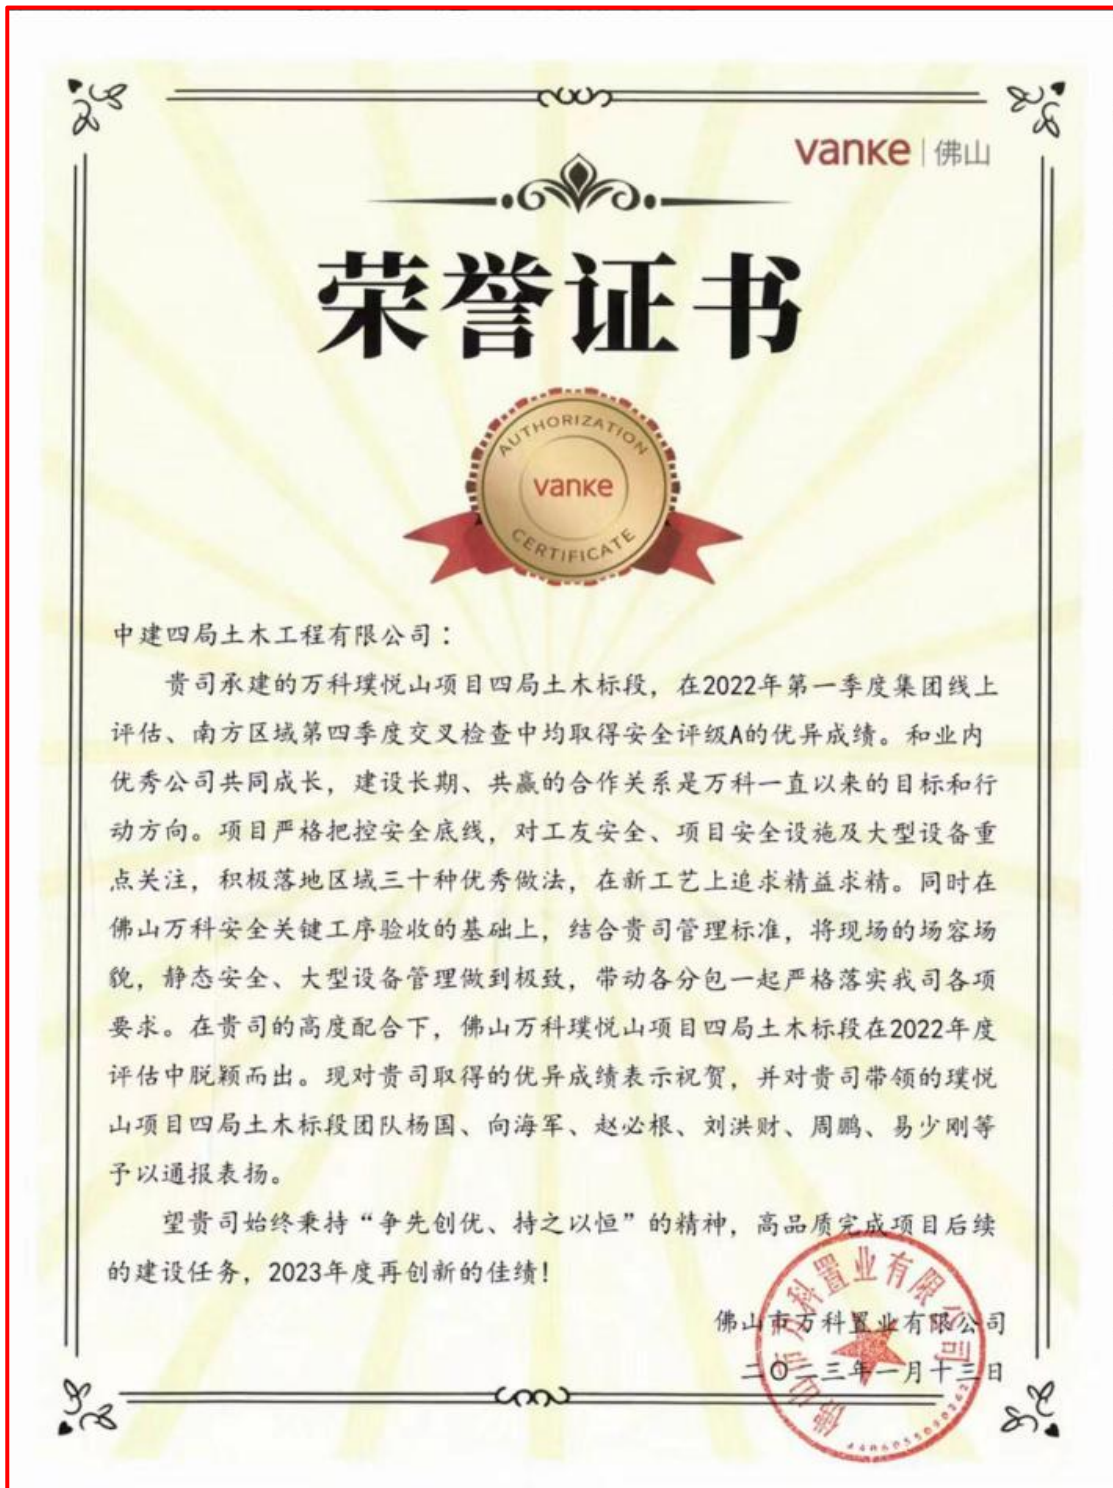 vanke | 佛山
荣誉证书
AUTHORIZATION
vanke
CERTIFICATE
中建四局土木工程有限公司：
贵司承建的万科璞悦山项目四局土木标段，在2022年第一季度集团线上
评估、南方区域第四季度交叉检查中均取得安全评级A的优异成绩。和业内
优秀公司共同成长，建设长期、共赢的合作关系是万科一直以来的目标和行
动方向。项目严格把控安全底线，对工友安全、项目安全设施及大型设备重
点关注，积极落地区域三十种优秀做法，在新工艺上追求精益求精。同时在
佛山万科安全关键工序验收的基础上，结合贵司管理标准，将现场的场容场
貌，静态安全、大型设备管理做到极致，带动各分包一起严格落实我司各项
要求。在贵司的高度配合下，佛山万科璞悦山项目四局土木标段在2022年度
评估中脱颖而出。现对贵司取得的优异成绩表示祝贺，并对贵司带领的璞悦
山项目四局土木标段团队杨国、向海军、赵必根、刘洪财、周鹏、易少刚等
予以通报表扬。
望贵司始终秉持“争先创优、持之以恒”的精神，高品质完成项目后续
的建设任务，2023年度再创新的佳绩！
佛山市万科置业有限公司
二〇二三年一月十三日
佛山市万科置业有限公司